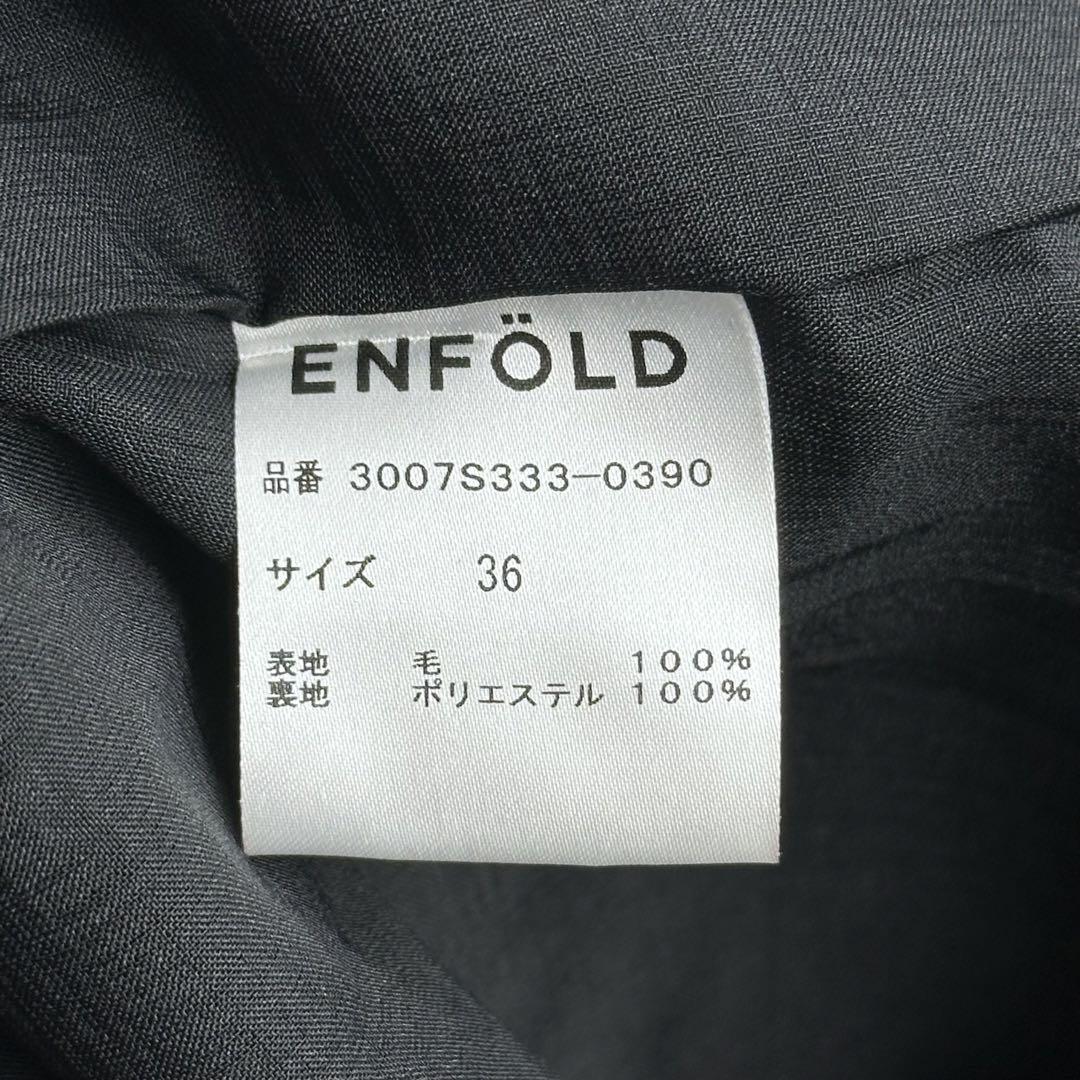 ENFÖLD
品番 3007S333-0390
サイズ 36
表地 毛 100%
裏地 ポリエステル 100%